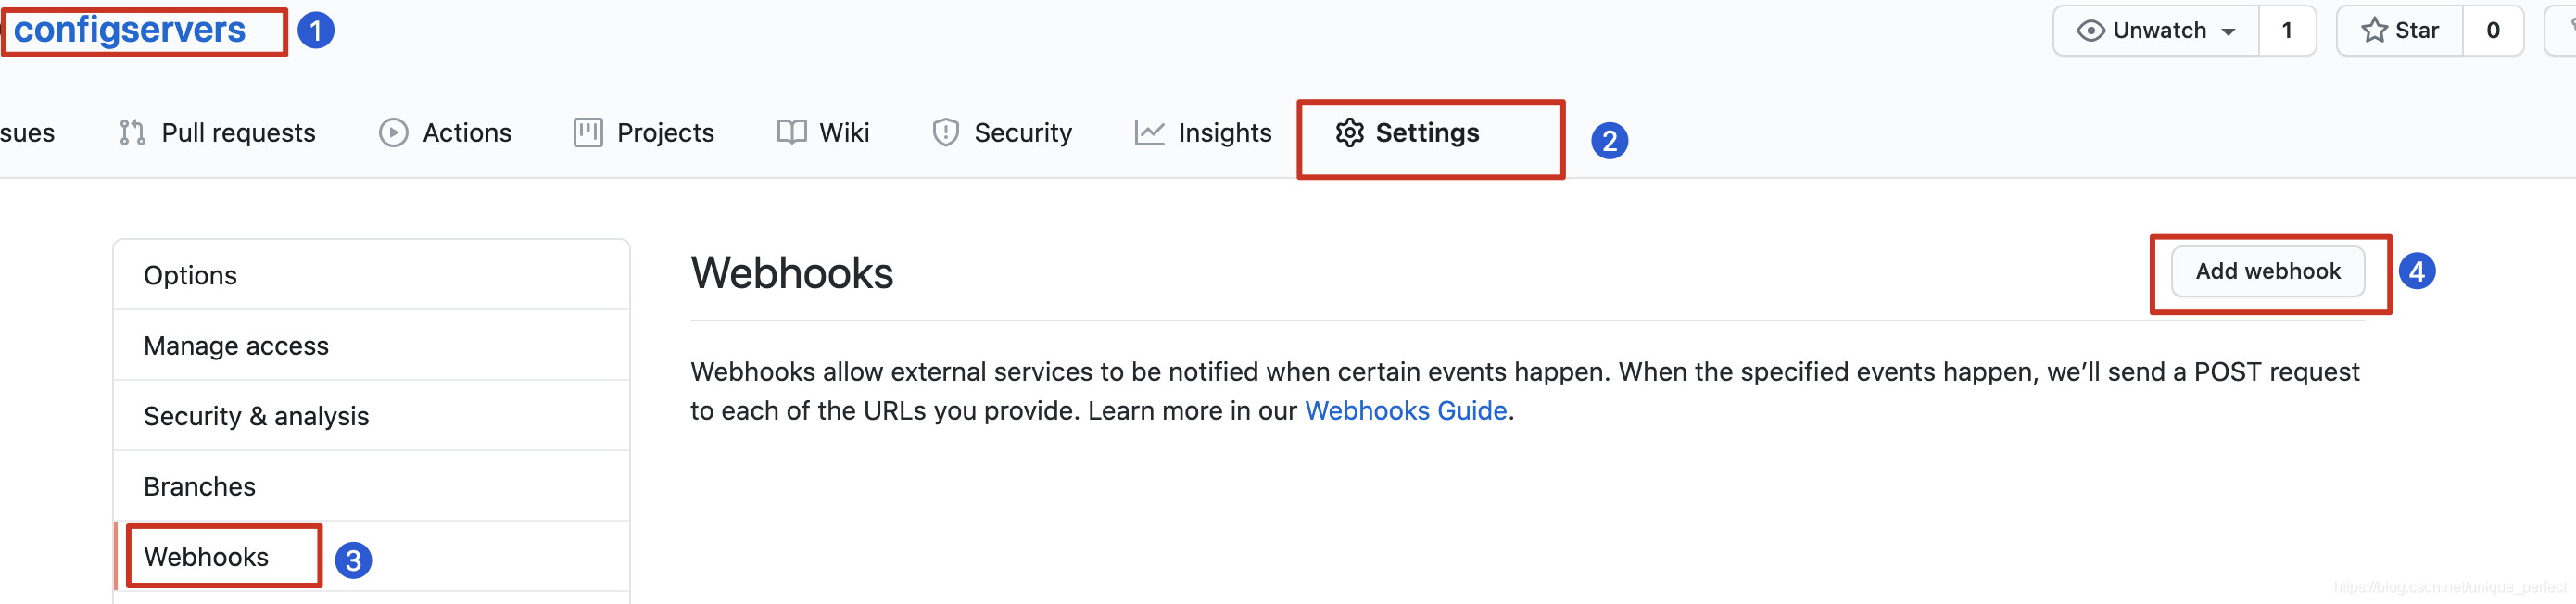 configservers 1 Unwatch 1 Star 0
sues Pull requests Actions Projects Wiki Security Insights Settings 2
Options
Manage access
Security & analysis
Branches
Webhooks 3
Webhooks Add webhook 4
Webhooks allow external services to be notified when certain events happen. When the specified events happen, we’ll send a POST request
to each of the URLs you provide. Learn more in our Webhooks Guide.
https://blog.csdn.net/unique_perfect